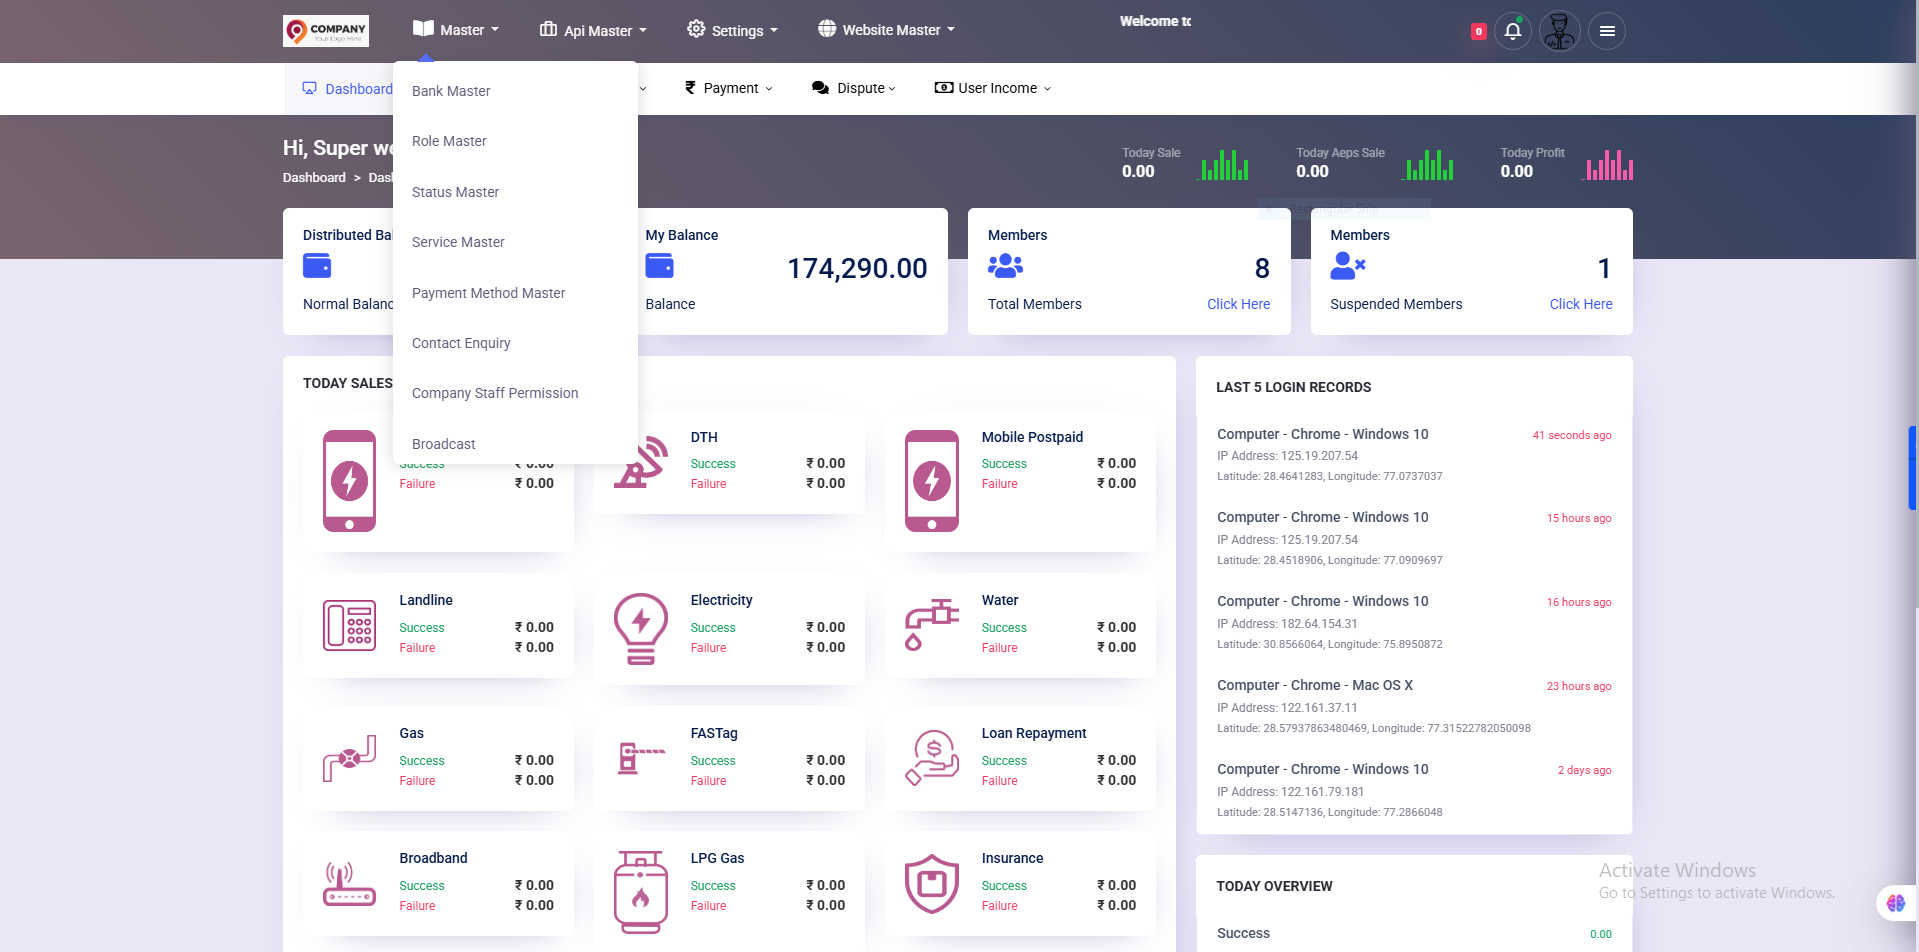 COMPANY
Your Logo Here
Master
Api Master
Settings
Website Master
Welcome to
0
Dashboard
Payment
Dispute
User Income
Bank Master
Role Master
Status Master
Service Master
Payment Method Master
Contact Enquiry
Company Staff Permission
Broadcast
Hi, Super we
Dashboard > Dasl
Today Sale
0.00
Today Aeps Sale
0.00
Today Profit
0.00
Rectangular Snip
Distributed Bal
Normal Balanc
My Balance
174,290.00
Balance
Members
8
Total Members
Click Here
Members
1
Suspended Members
Click Here
TODAY SALES
Success ₹ 0.00
Failure ₹ 0.00
DTH
Success ₹ 0.00
Failure ₹ 0.00
Mobile Postpaid
Success ₹ 0.00
Failure ₹ 0.00
Landline
Success ₹ 0.00
Failure ₹ 0.00
Electricity
Success ₹ 0.00
Failure ₹ 0.00
Water
Success ₹ 0.00
Failure ₹ 0.00
Gas
Success ₹ 0.00
Failure ₹ 0.00
FASTag
Success ₹ 0.00
Failure ₹ 0.00
Loan Repayment
Success ₹ 0.00
Failure ₹ 0.00
Broadband
Success ₹ 0.00
Failure ₹ 0.00
LPG Gas
Success ₹ 0.00
Failure ₹ 0.00
Insurance
Success ₹ 0.00
Failure ₹ 0.00
LAST 5 LOGIN RECORDS
Computer - Chrome - Windows 10 41 seconds ago
IP Address: 125.19.207.54
Latitude: 28.4641283, Longitude: 77.0737037
Computer - Chrome - Windows 10 15 hours ago
IP Address: 125.19.207.54
Latitude: 28.4518906, Longitude: 77.0909697
Computer - Chrome - Windows 10 16 hours ago
IP Address: 182.64.154.31
Latitude: 30.8566064, Longitude: 75.8950872
Computer - Chrome - Mac OS X 23 hours ago
IP Address: 122.161.37.11
Latitude: 28.57937863480469, Longitude: 77.31522782050098
Computer - Chrome - Windows 10 2 days ago
IP Address: 122.161.79.181
Latitude: 28.5147136, Longitude: 77.2866048
TODAY OVERVIEW
Success 0.00
Activate Windows
Go to Settings to activate Windows.